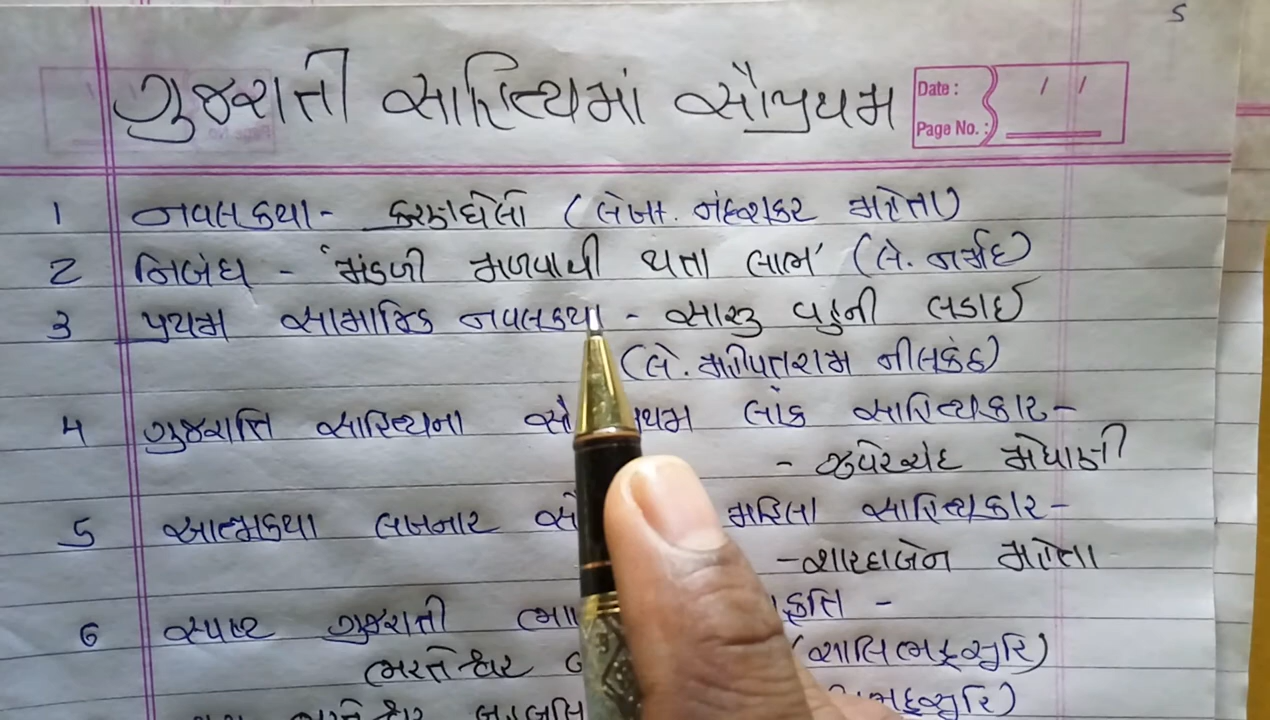 5
ગુજરાતી સાહિત્યમાં સૌપ્રથમ
Date :
Page No. :
1 નવલકથા - કરણઘેલો (લેખક. નંદશંકર મહેતા)
2 નિબંધ - 'મંડળી મળવાથી થતા લાભ' (લે. નર્મદ)
3 પ્રથમ સામાજિક નવલકથા - સાસુ વહુની લડાઈ
(લે. મહીપતરામ નીલકંઠ)
4 ગુજરાતિ સાહિત્યના લોક સાહિત્યકાર -
- ઝવેરચંદ મેઘાણી
5 આત્મકથા લખનાર મહિલા સાહિત્યકાર -
- શારદાબેન મહેતા
6 સ્પષ્ટ ગુજરાતી
ભરતેશ્વર (શાલિભદ્રસૂરિ)